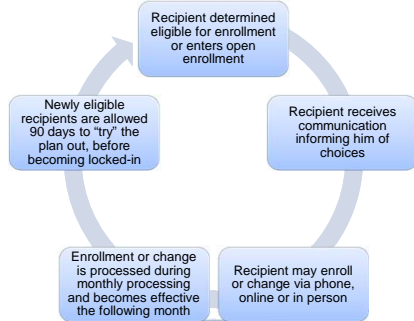 Recipient determined
eligible for enrollment
or enters open
enrollment
Recipient receives
communication
informing him of
choices
Recipient may enroll
or change via phone,
online or in person
Enrollment or change
is processed during
monthly processing
and becomes effective
the following month
Newly eligible
recipients are allowed
90 days to “try” the
plan out, before
becoming locked-in